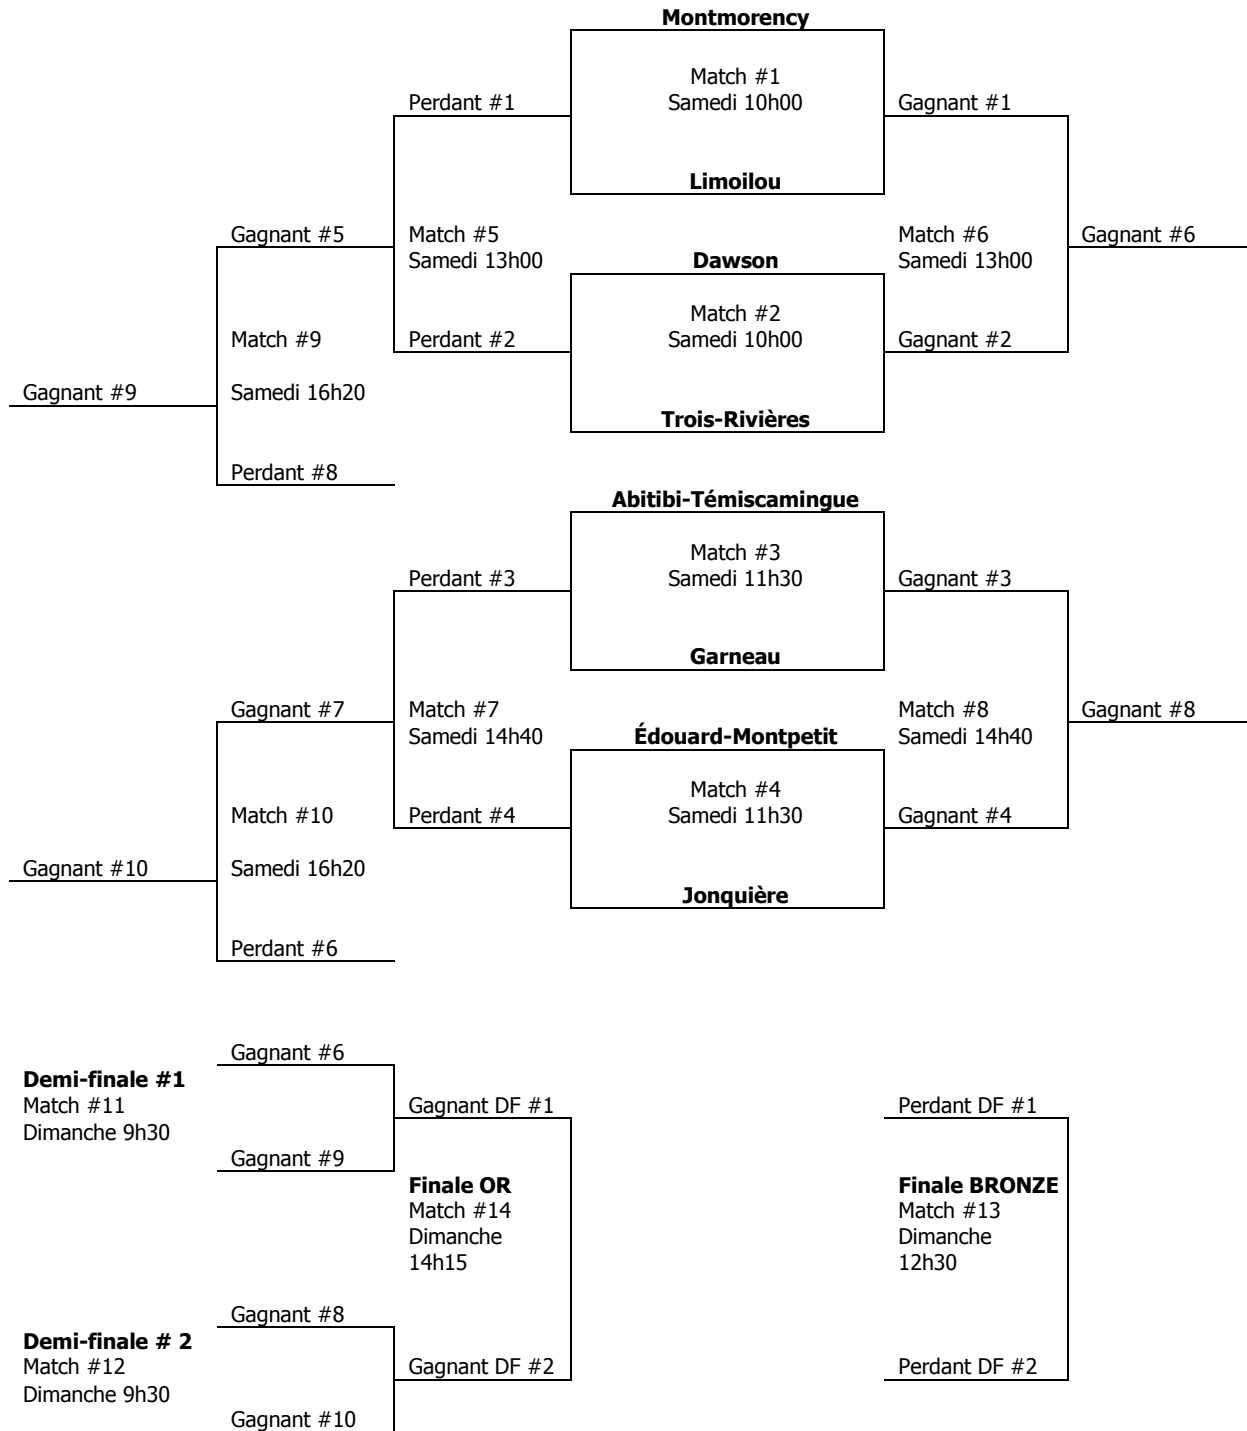 Montmorency
Match #1
Perdant #1
Samedi 10h00
Gagnant #1
Limoilou
Gagnant #5
Match #5
Samedi 13h00
Match #6
Samedi 13h00
Gagnant #6
Dawson
Match #2
Match #9
Perdant #2
Samedi 10h00
Gagnant #2
Gagnant #9
Samedi 16h20
Trois-Rivières
Perdant #8
Abitibi-Témiscamingue
Match #3
Perdant #3
Samedi 11h30
Gagnant #3
Garneau
Gagnant #7
Match #7
Samedi 14h40
Match #8
Samedi 14h40
Gagnant #8
Édouard-Montpetit
Match #4
Match #10
Perdant #4
Samedi 11h30
Gagnant #4
Gagnant #10
Samedi 16h20
Jonquière
Perdant #6
Gagnant #6
Demi-finale #1
Match #11
Dimanche 9h30
Gagnant DF #1
Perdant DF #1
Gagnant #9
Finale OR
Match #14
Dimanche
14h15
Finale BRONZE
Match #13
Dimanche
12h30
Gagnant #8
Demi-finale # 2
Match #12
Dimanche 9h30
Gagnant DF #2
Perdant DF #2
Gagnant #10